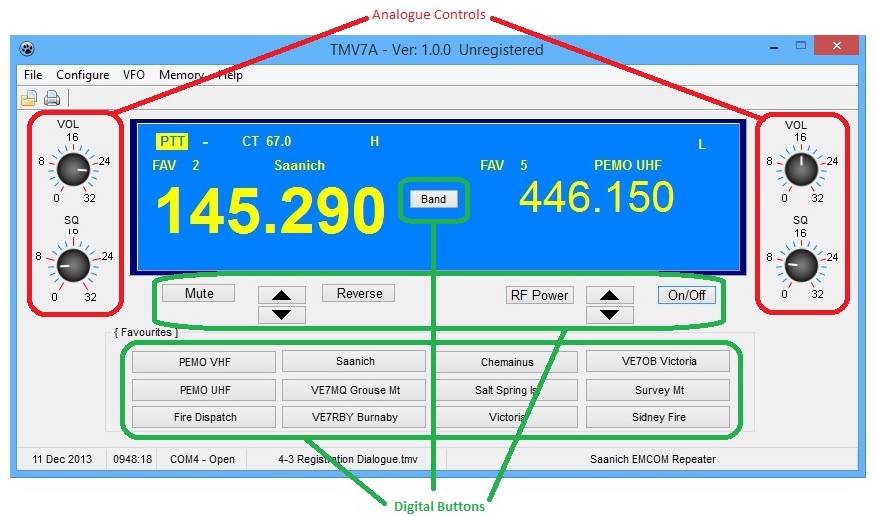 Analogue Controls
TMV7A - Ver: 1.0.0 Unregistered
File Configure VFO Memory Help
VOL
16
8 24
0 32
SQ
16
8 24
0 32
PTT - CT 67.0 H L
FAV 2 Saanich FAV 5 PEMO UHF
145.290 Band 446.150
VOL
16
8 24
0 32
SQ
16
8 24
0 32
Mute Reverse RF Power On/Off
{ Favourites }
PEMO VHF Saanich Chemainus VE7OB Victoria
PEMO UHF VE7MQ Grouse Mt Salt Spring Is Survey Mt
Fire Dispatch VE7RBY Burnaby Victoria Sidney Fire
11 Dec 2013 0948:18 COM4 - Open 4-3 Registration Dialogue.tmv Saanich EMCOM Repeater
Digital Buttons